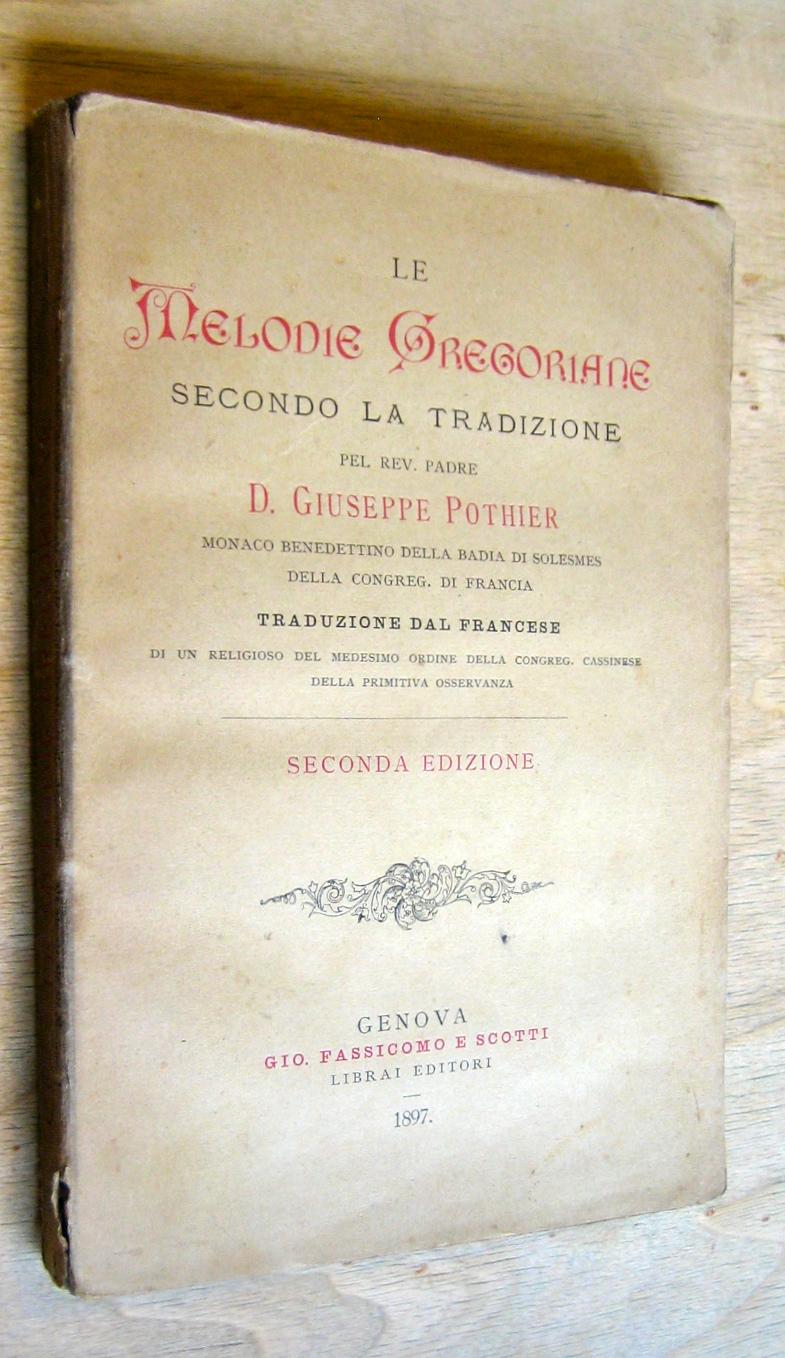 LE
MELODIE GREGORIANE
SECONDO LA TRADIZIONE
PEL REV. PADRE
D. GIUSEPPE POTHIER
MONACO BENEDETTINO DELLA BADIA DI SOLESMES
DELLA CONGREG. DI FRANCIA
TRADUZIONE DAL FRANCESE
DI UN RELIGIOSO DEL MEDESIMO ORDINE DELLA CONGREG. CASSINESE
DELLA PRIMITIVA OSSERVANZA
SECONDA EDIZIONE
GENOVA
GIO. FASSICOMO E SCOTTI
LIBRAI EDITORI
1897.